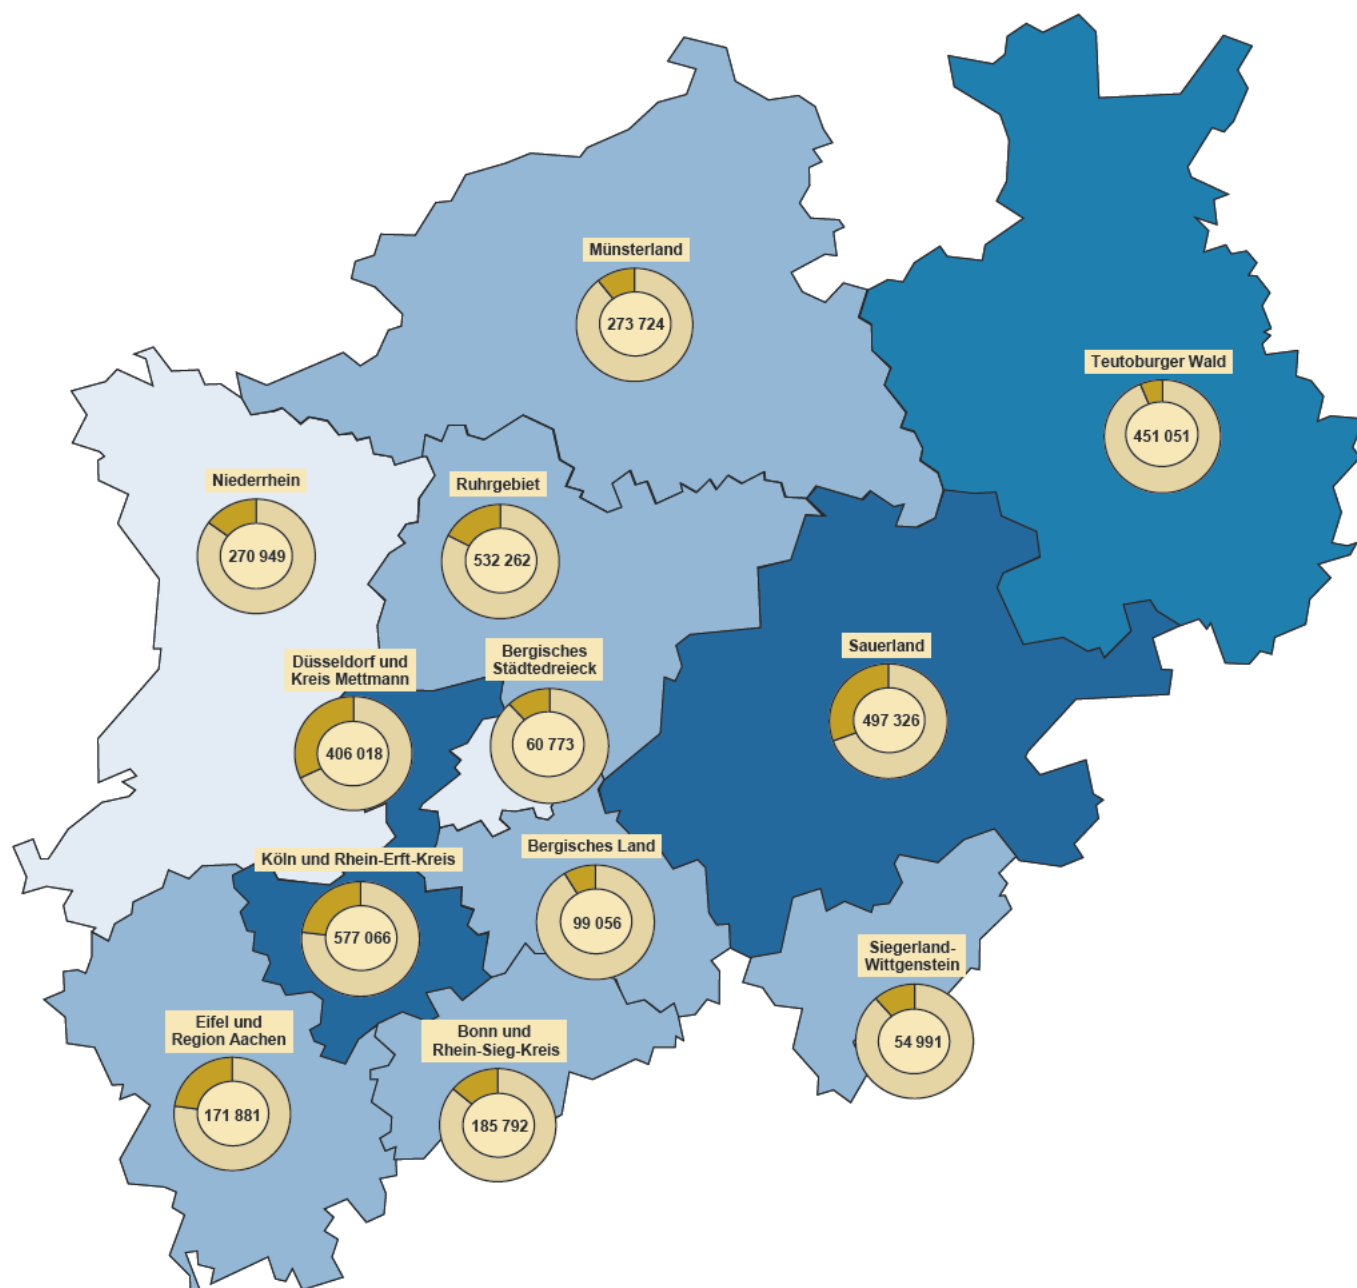 Münsterland
273 724
Teutoburger Wald
451 051
Niederrhein
270 949
Ruhrgebiet
532 262
Düsseldorf und
Kreis Mettmann
406 018
Bergisches
Städtedreieck
60 773
Sauerland
497 326
Köln und Rhein-Erft-Kreis
577 066
Bergisches Land
99 056
Siegerland-
Wittgenstein
54 991
Eifel und
Region Aachen
171 881
Bonn und
Rhein-Sieg-Kreis
185 792